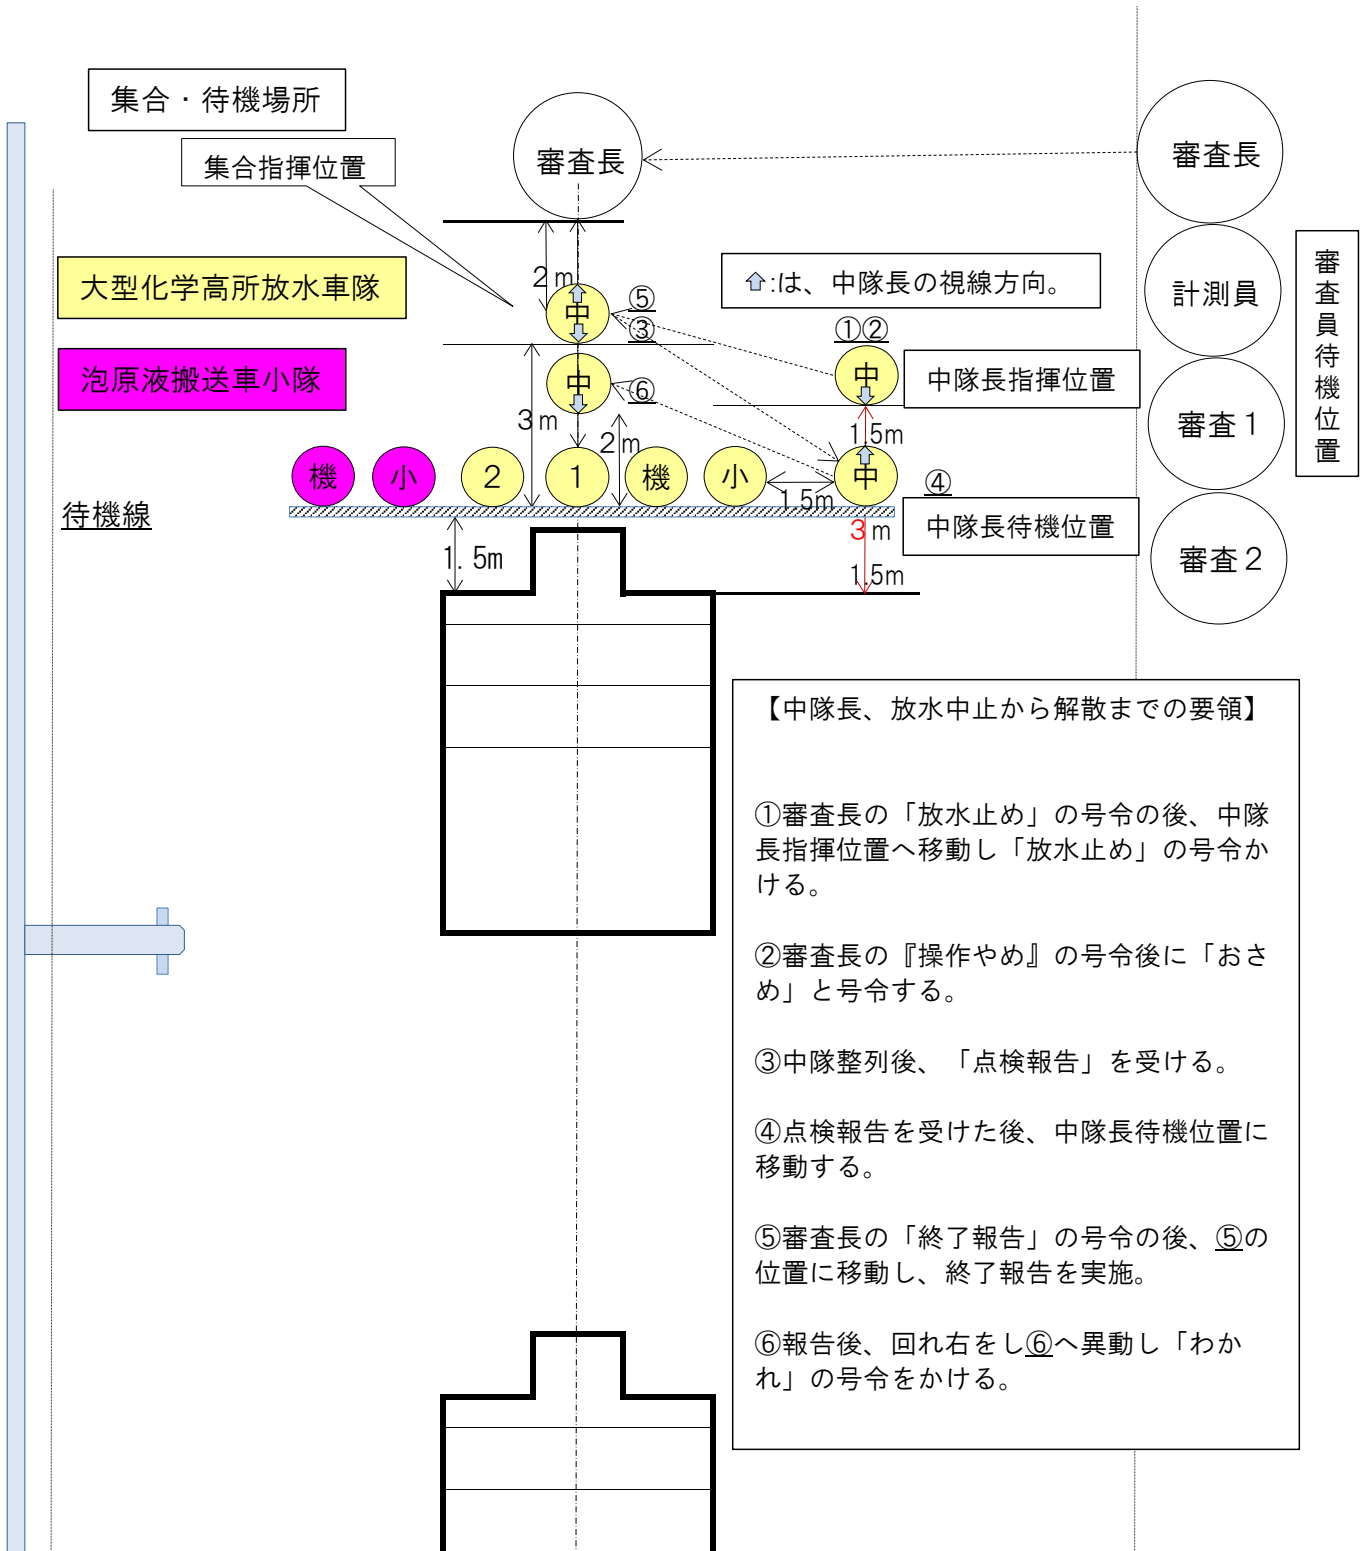 集合・待機場所
集合指揮位置
審査長
審査長
大型化学高所放水車隊
2m
中
⑤
③
⇧:は、中隊長の視線方向。
計測員
審査員待機位置
①②
泡原液搬送車小隊
中
⑥
中
中隊長指揮位置
3m
2m
1.5m
審査1
機
小
2
1
機
小
中
1.5m
④
待機線
3m
中隊長待機位置
1.5m
1.5m
審査2
【中隊長、放水中止から解散までの要領】
①審査長の「放水止め」の号令の後、中隊
長指揮位置へ移動し「放水止め」の号令か
ける。
②審査長の『操作やめ』の号令後に「おさ
め」と号令する。
③中隊整列後、「点検報告」を受ける。
④点検報告を受けた後、中隊長待機位置に
移動する。
⑤審査長の「終了報告」の号令の後、⑤の
位置に移動し、終了報告を実施。
⑥報告後、回れ右をし⑥へ異動し「わか
れ」の号令をかける。